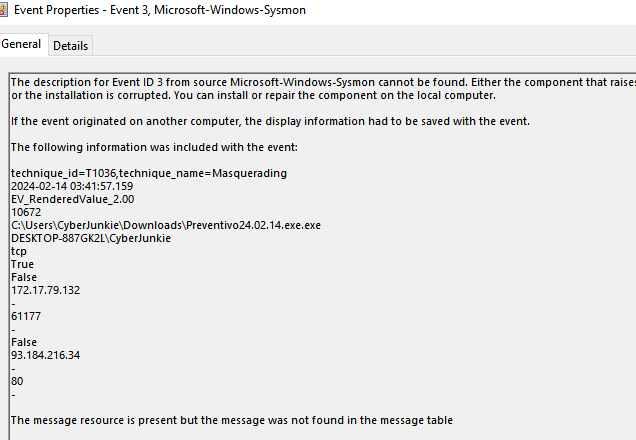 Event Properties - Event 3, Microsoft-Windows-Sysmon
General Details
The description for Event ID 3 from source Microsoft-Windows-Sysmon cannot be found. Either the component that raises
or the installation is corrupted. You can install or repair the component on the local computer.
If the event originated on another computer, the display information had to be saved with the event.
The following information was included with the event:
technique_id=T1036,technique_name=Masquerading
2024-02-14 03:41:57.159
EV_RenderedValue_2.00
10672
C:\Users\CyberJunkie\Downloads\Preventivo24.02.14.exe.exe
DESKTOP-887GK2L\CyberJunkie
tcp
True
False
172.17.79.132
-
61177
-
False
93.184.216.34
-
80
-
The message resource is present but the message was not found in the message table